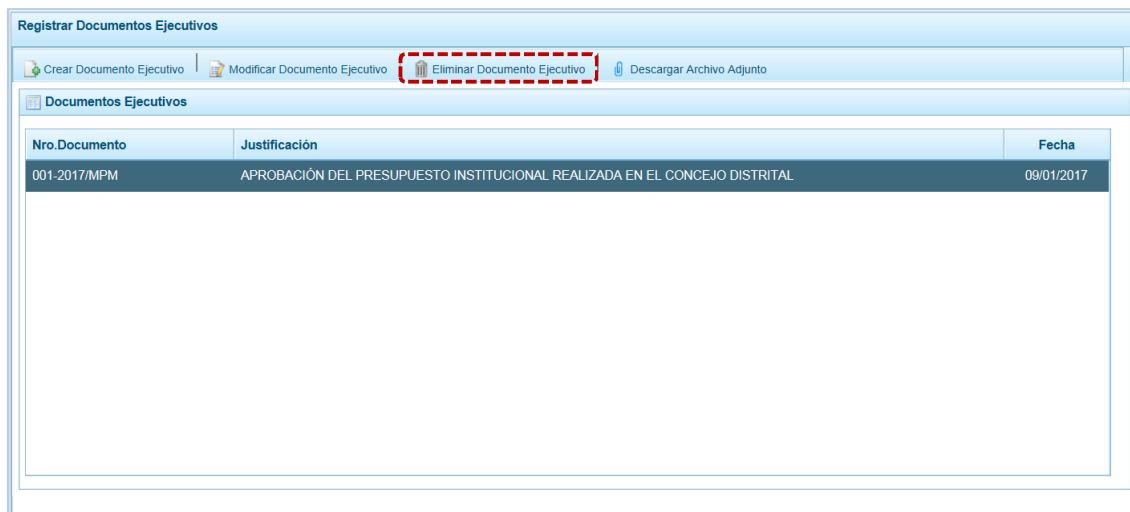 Registrar Documentos Ejecutivos
Crear Documento Ejecutivo Modificar Documento Ejecutivo Eliminar Documento Ejecutivo Descargar Archivo Adjunto
Documentos Ejecutivos
Nro.Documento Justificación Fecha
001-2017/MPM APROBACIÓN DEL PRESUPUESTO INSTITUCIONAL REALIZADA EN EL CONCEJO DISTRITAL 09/01/2017